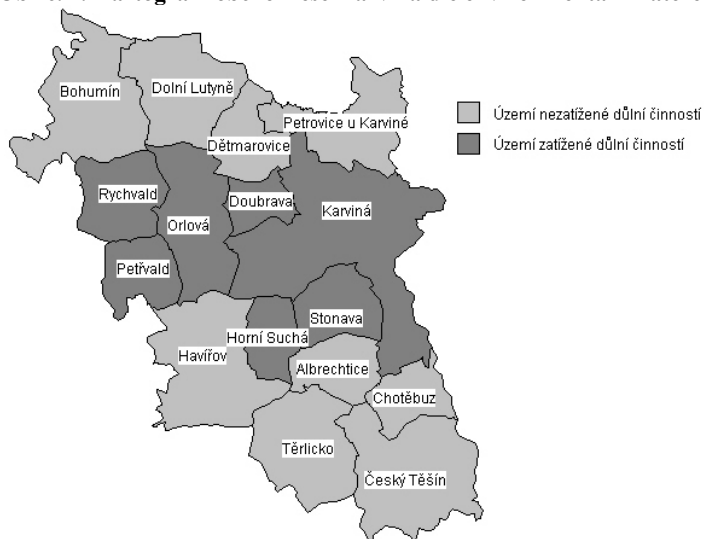 Bohumín
Dolní Lutyně
Petrovice u Karviné
Dětmarovice
Rychvald
Doubrava
Karviná
Orlová
Petřvald
Stonava
Horní Suchá
Havířov
Albrechtice
Chotěbuz
Těrlicko
Český Těšín
Území nezatížené důlní činností
Území zatížené důlní činností